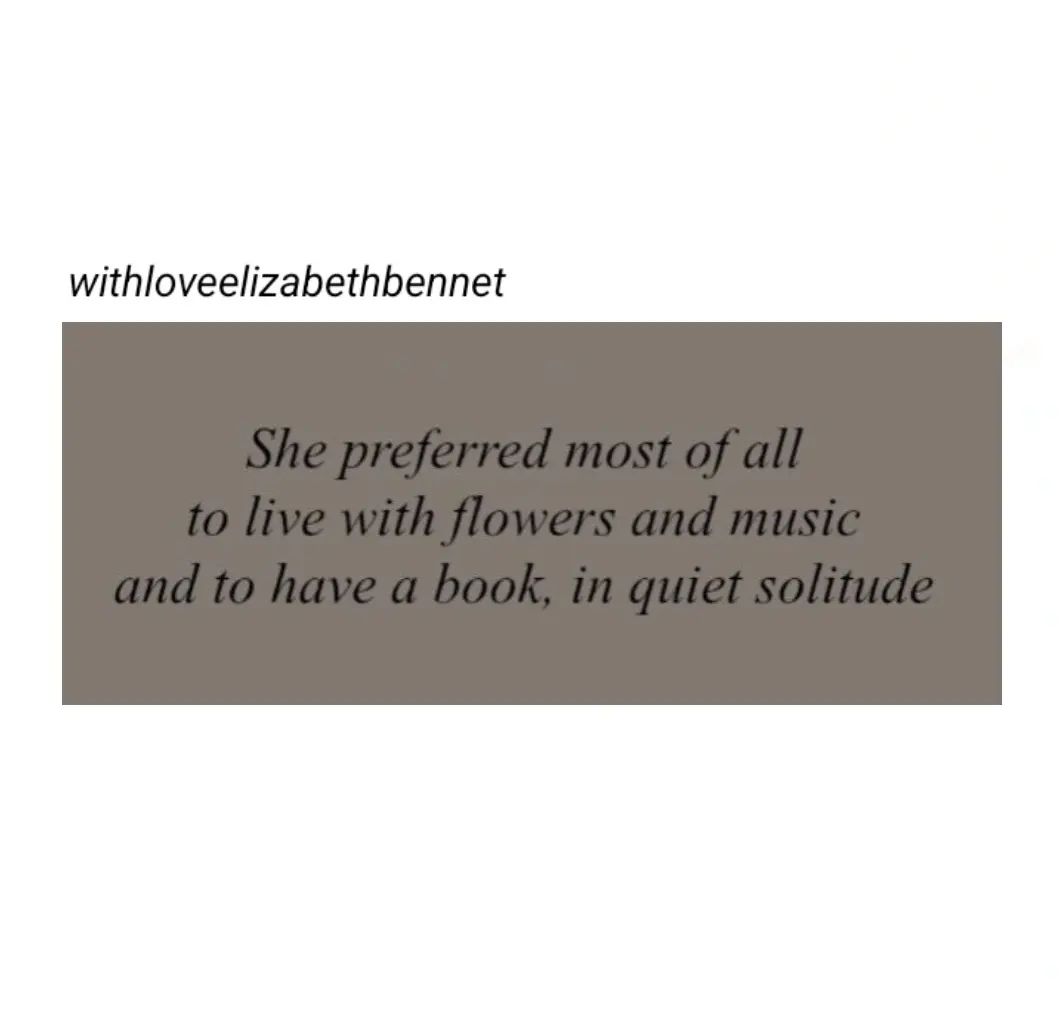 withloveelizabethbennet
She preferred most of all
to live with flowers and music
and to have a book, in quiet solitude